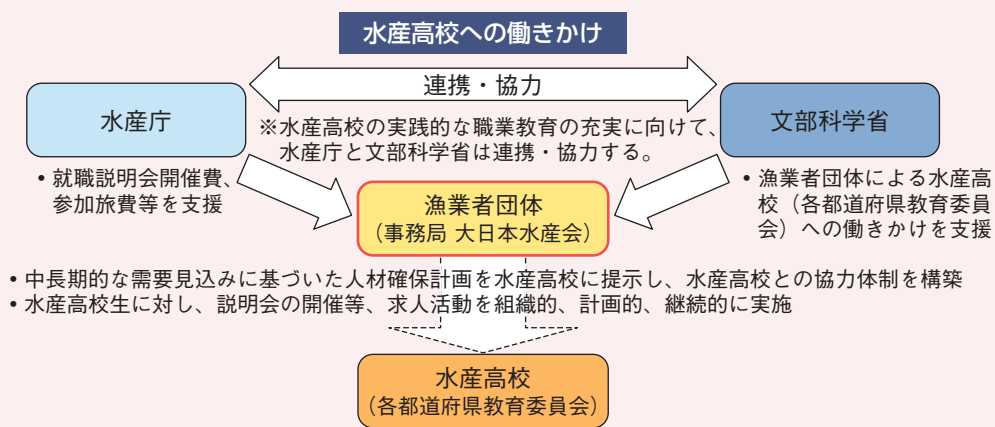 水産高校への働きかけ
連携・協力
水産庁
文部科学省
※水産高校の実践的な職業教育の充実に向けて、
水産庁と文部科学省は連携・協力する。
• 就職説明会開催費、
参加旅費等を支援
漁業者団体
（事務局 大日本水産会）
• 漁業者団体による水産高
校（各都道府県教育委員
会）への働きかけを支援
• 中長期的な需要見込みに基づいた人材確保計画を水産高校に提示し、水産高校との協力体制を構築
• 水産高校生に対し、説明会の開催等、求人活動を組織的、計画的、継続的に実施
水産高校
（各都道府県教育委員会）